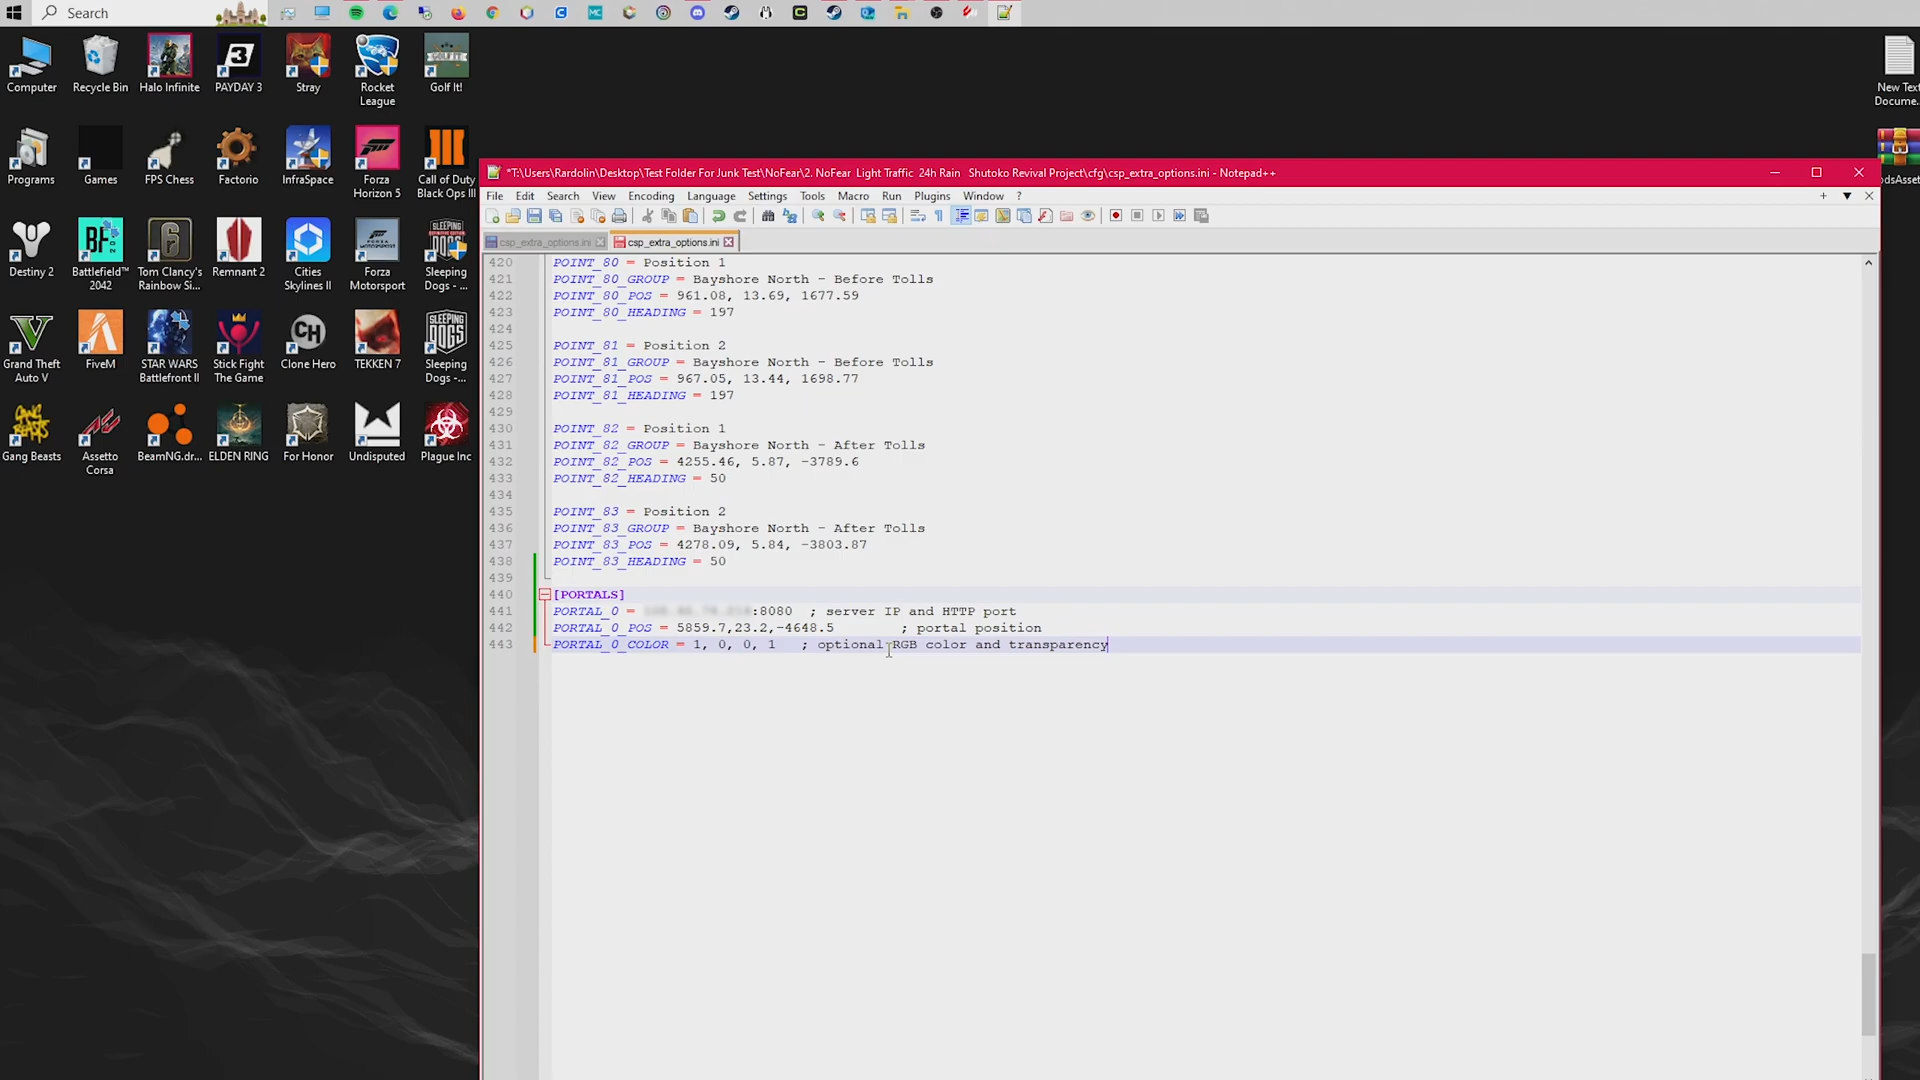 Search
Computer
Recycle Bin
Halo Infinite
PAYDAY 3
Stray
Rocket League
Golf It!
New Text Docume...
Programs
Games
FPS Chess
Factorio
InfraSpace
Forza Horizon 5
Call of Duty Black Ops III
odsAsset
Destiny 2
Battlefield™ 2042
Tom Clancy's Rainbow Si...
Remnant 2
Cities Skylines II
Forza Motorsport
Sleeping Dogs - ...
Grand Theft Auto V
FiveM
STAR WARS Battlefront II
Stick Fight The Game
Clone Hero
TEKKEN 7
Sleeping Dogs - ...
Gang Beasts
Assetto Corsa
BeamNG.dr...
ELDEN RING
For Honor
Undisputed
Plague Inc
*T:\Users\Rardolin\Desktop\Test Folder For Junk Test\NoFear\2. NoFear  Light Traffic  24h Rain    Shutoko Revival Project\cfg\csp_extra_options.ini - Notepad++
File Edit Search View Encoding Language Settings Tools Macro Run Plugins Window ?
csp_extra_options.ini
csp_extra_options.ini
420 POINT_80 = Position 1
421 POINT_80_GROUP = Bayshore North - Before Tolls
422 POINT_80_POS = 961.08, 13.69, 1677.59
423 POINT_80_HEADING = 197
424
425 POINT_81 = Position 2
426 POINT_81_GROUP = Bayshore North - Before Tolls
427 POINT_81_POS = 967.05, 13.44, 1698.77
428 POINT_81_HEADING = 197
429
430 POINT_82 = Position 1
431 POINT_82_GROUP = Bayshore North - After Tolls
432 POINT_82_POS = 4255.46, 5.87, -3789.6
433 POINT_82_HEADING = 50
434
435 POINT_83 = Position 2
436 POINT_83_GROUP = Bayshore North - After Tolls
437 POINT_83_POS = 4278.09, 5.84, -3803.87
438 POINT_83_HEADING = 50
439
440 [PORTALS]
441 PORTAL_0 = :8080  ; server IP and HTTP port
442 PORTAL_0_POS = 5859.7,23.2,-4648.5        ; portal position
443 PORTAL_0_COLOR = 1, 0, 0, 1   ; optional RGB color and transparency